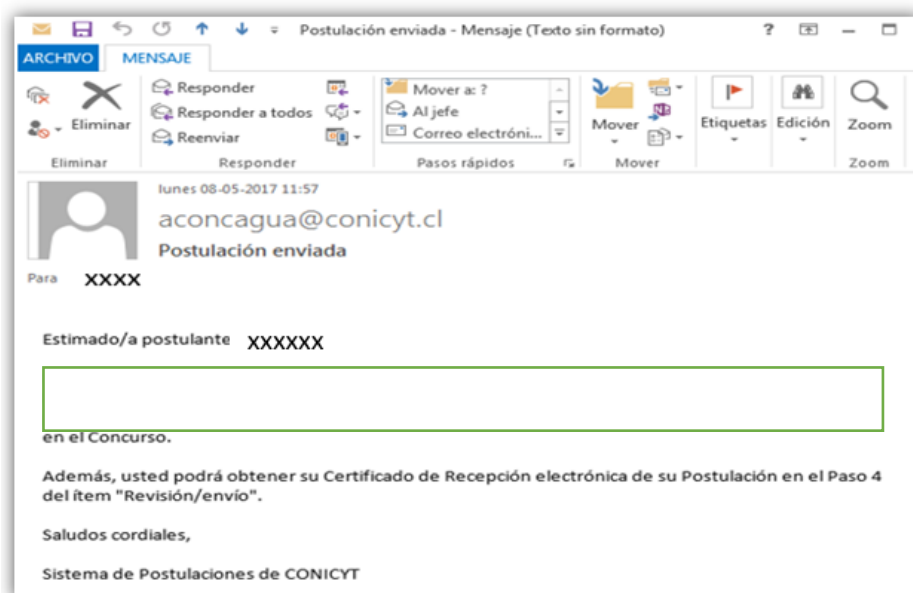 Postulación enviada - Mensaje (Texto sin formato) ?
ARCHIVO MENSAJE
Eliminar
Responder
Responder a todos
Reenviar
Mover a: ?
Al jefe
Correo electróni...
Mover
Etiquetas
Edición
Zoom
Eliminar Responder Pasos rápidos Mover Zoom
lunes 08-05-2017 11:57
aconcagua@conicyt.cl
Postulación enviada
Para XXXX
Estimado/a postulante XXXXXX
en el Concurso.
Además, usted podrá obtener su Certificado de Recepción electrónica de su Postulación en el Paso 4
del ítem "Revisión/envío".
Saludos cordiales,
Sistema de Postulaciones de CONICYT